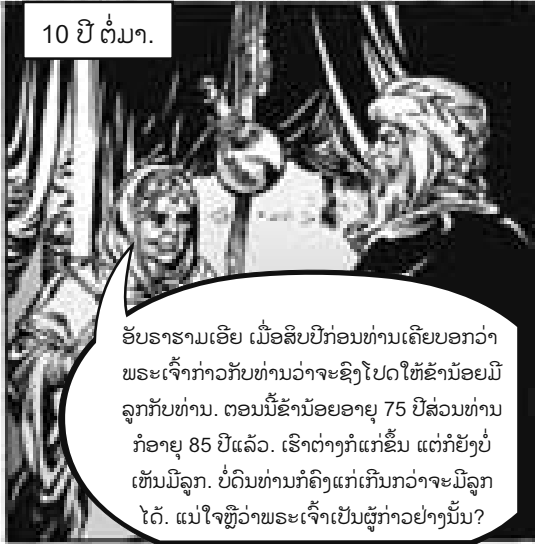 10 ປີ ຕໍ່ມາ.
ອັບຣາຮາມເອີຍ ເມື່ອສິບປີກ່ອນທ່ານເຄີຍບອກວ່າ
ພຣະເຈົ້າກ່າວກັບທ່ານວ່າຈະຊົງໂປດໃຫ້ຂ້ານ້ອຍມີ
ລູກກັບທ່ານ. ຕອນນີ້ຂ້ານ້ອຍອາຍຸ 75 ປີສ່ວນທ່ານ
ກໍອາຍຸ 85 ປີແລ້ວ. ເຮົາຕ່າງກໍແກ່ຂຶ້ນ ແຕ່ກໍຍັງບໍ່
ເຫັນມີລູກ. ບໍ່ດົນທ່ານກໍຄົງແກ່ເກີນກວ່າຈະມີລູກ
ໄດ້. ແນ່ໃຈຫຼືວ່າພຣະເຈົ້າເປັນຜູ້ກ່າວຢ່າງນັ້ນ?